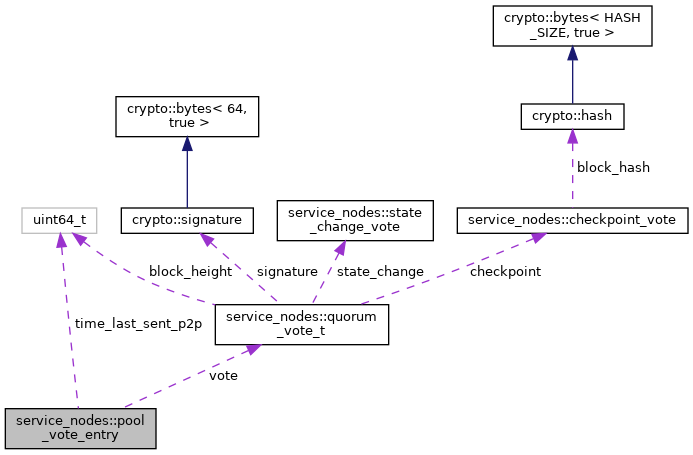 crypto::bytes< HASH
_SIZE, true >
crypto::bytes< 64,
true >
crypto::hash
block_hash
uint64_t
crypto::signature
service_nodes::state
_change_vote
service_nodes::checkpoint_vote
block_height
signature
state_change
checkpoint
time_last_sent_p2p
service_nodes::quorum
_vote_t
vote
service_nodes::pool
_vote_entry